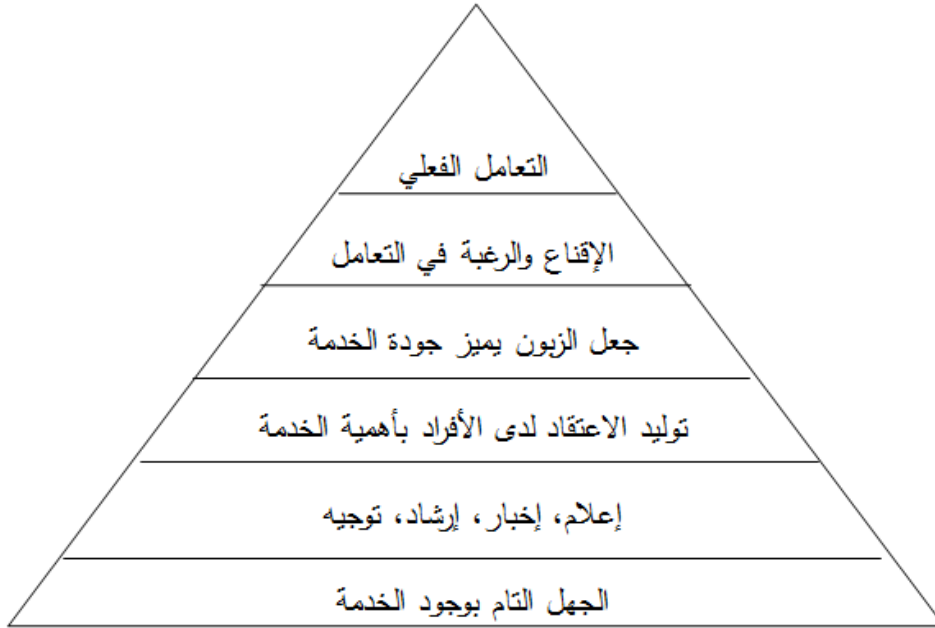 التعامل الفعلي
الإقناع والرغبة في التعامل
جعل الزبون يميز جودة الخدمة
توليد الاعتقاد لدى الأفراد بأهمية الخدمة
إعلام، إخبار، إرشاد، توجيه
الجهل التام بوجود الخدمة